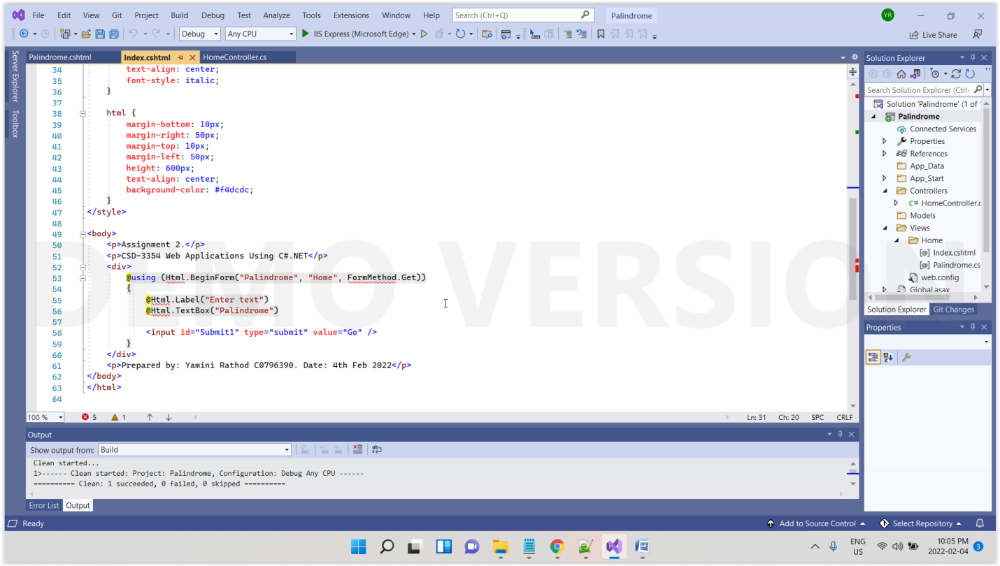 File Edit View Git Project Build Debug Test Analyze Tools Extensions Window Help Search (Ctrl+Q) Palindrome YR
Debug Any CPU IIS Express (Microsoft Edge) Live Share
Server Explorer
Toolbox
Palindrome.cshtml Index.cshtml HomeController.cs
34 text-align: center;
35 font-style: italic;
36 }
37
38 html {
39 margin-bottom: 10px;
40 margin-right: 50px;
41 margin-top: 10px;
42 margin-left: 50px;
43 height: 600px;
44 text-align: center;
45 background-color: #f4dcdc;
46 }
47 </style>
48
49 <body>
50 <p>Assignment 2.</p>
51 <p>CSD-3354 Web Applications Using C#.NET</p>
52 <div>
53 @using (Html.BeginForm("Palindrome", "Home", FormMethod.Get))
54 {
55 @Html.Label("Enter text")
56 @Html.TextBox("Palindrome")
57
58 <input id="Submit1" type="submit" value="Go" />
59 }
60 </div>
61 <p>Prepared by: Yamini Rathod C0796390. Date: 4th Feb 2022</p>
62 </body>
63 </html>
64
DEMO VERSION
100 % 5 1 Ln: 31 Ch: 20 SPC CRLF
Output
Show output from: Build
Clean started...
1>------ Clean started: Project: Palindrome, Configuration: Debug Any CPU ------
========== Clean: 1 succeeded, 0 failed, 0 skipped ==========
Error List Output
Solution Explorer
Search Solution Explorer (Ctrl-
Solution 'Palindrome' (1 of
Palindrome
Connected Services
Properties
References
App_Data
App_Start
Controllers
C# HomeController.c
Models
Views
Home
[@] Index.cshtml
[@] Palindrome.cs
web.config
Global.asax
Solution Explorer Git Changes
Properties
Ready Add to Source Control Select Repository
ENG
US
10:05 PM
2022-02-04
3